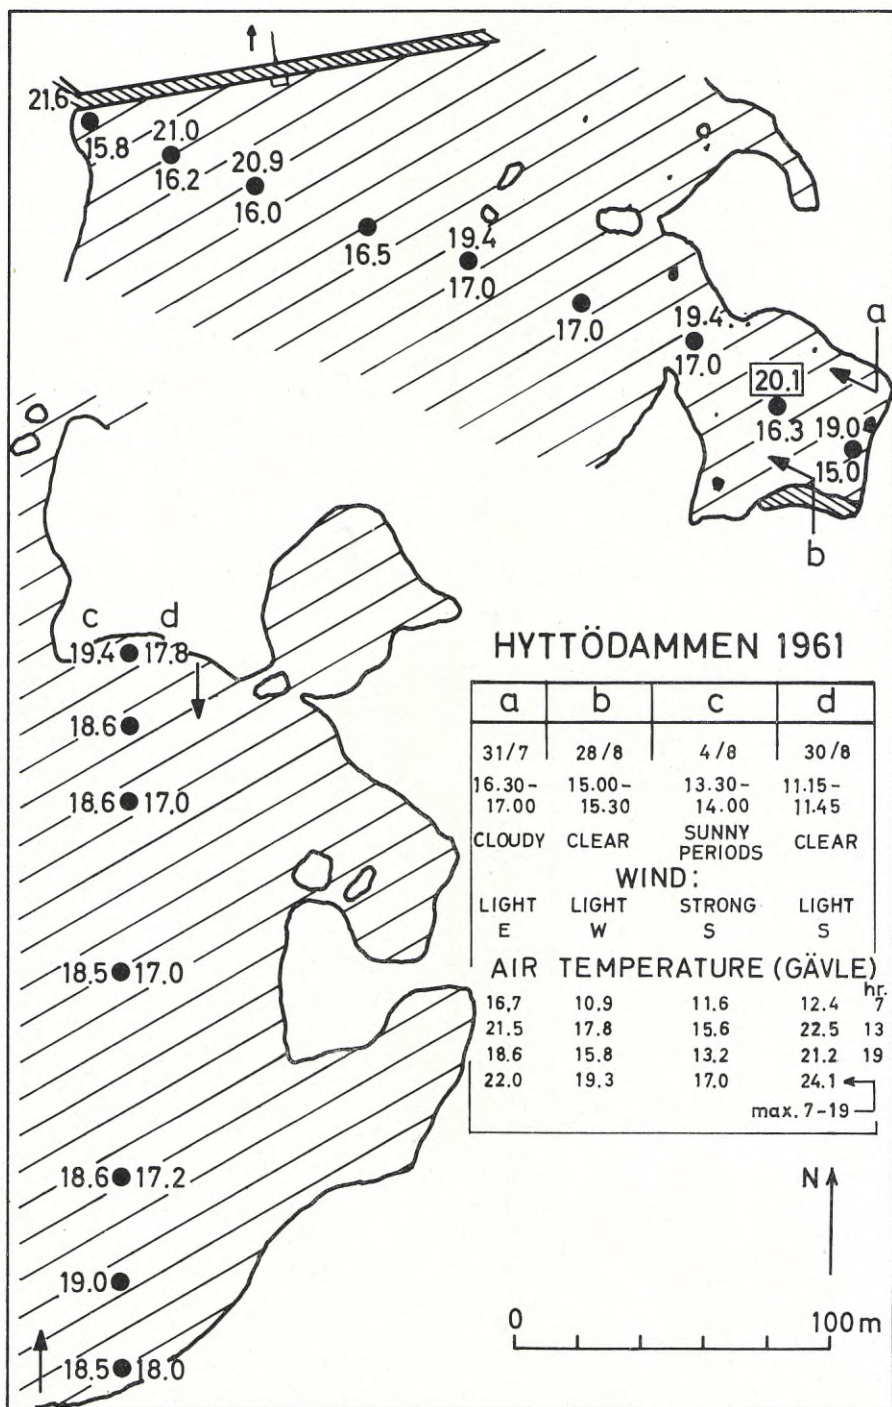 21.6
15.8
21.0
16.2
20.9
16.0
16.5
19.4
17.0
17.0
19.4
17.0
a
20.1
16.3
19.0
15.0
b
c d
19.4 17.8
18.6
18.6 17.0
18.5 17.0
18.6 17.2
19.0
18.5 18.0
HYTTÖDAMMEN 1961
a b c d
31/7 28/8 4/8 30/8
16.30- 15.00- 13.30- 11.15-
17.00 15.30 14.00 11.45
CLOUDY CLEAR SUNNY PERIODS CLEAR
WIND:
LIGHT LIGHT STRONG LIGHT
E W S S
AIR TEMPERATURE (GÄVLE)
hr.
16,7 10.9 11.6 12.4 7
21.5 17.8 15.6 22.5 13
18.6 15.8 13.2 21.2 19
22.0 19.3 17.0 24.1
max. 7-19
N
0 100 m